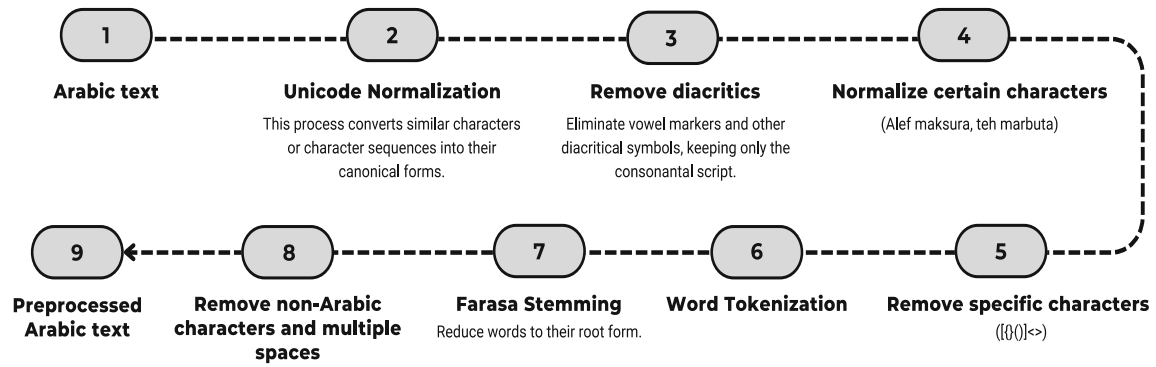 1
Arabic text
2
Unicode Normalization
This process converts similar characters
or character sequences into their
canonical forms.
3
Remove diacritics
Eliminate vowel markers and other
diacritical symbols, keeping only the
consonantal script.
4
Normalize certain characters
(Alef maksura, teh marbuta)
5
Remove specific characters
([{}()]<>)
6
Word Tokenization
7
Farasa Stemming
Reduce words to their root form.
8
Remove non-Arabic
characters and multiple
spaces
9
Preprocessed
Arabic text